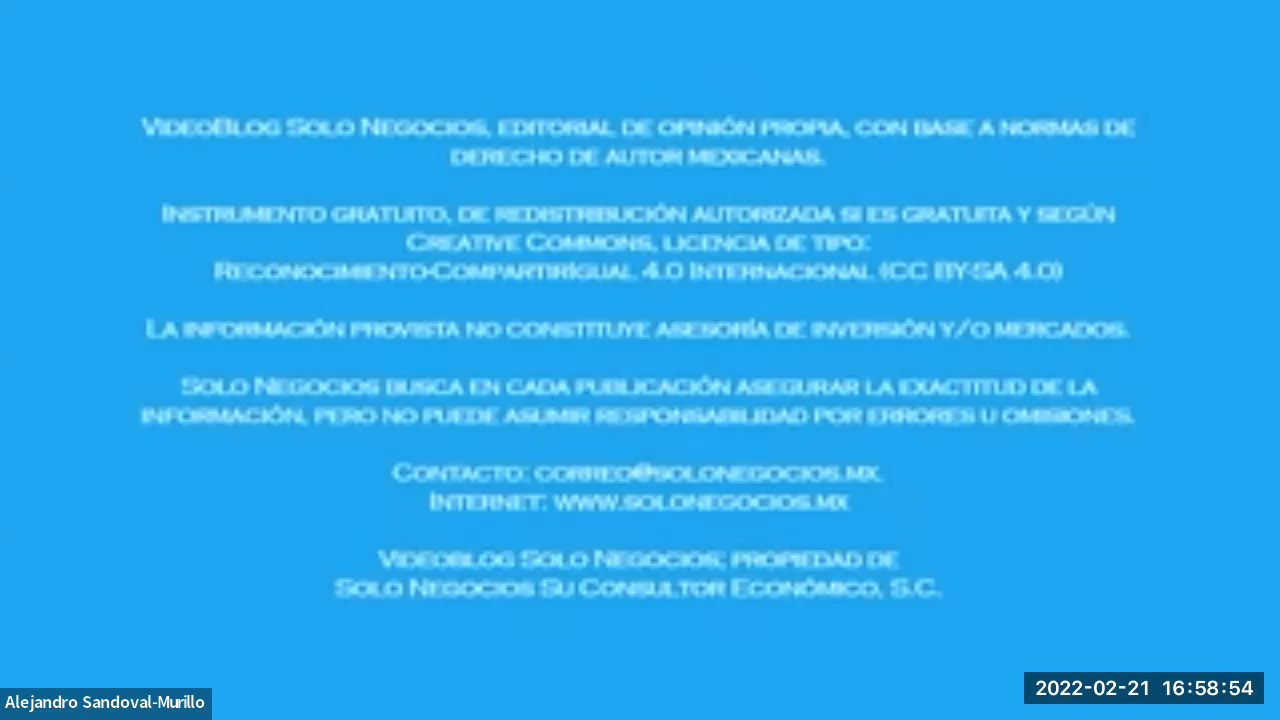 VideoBlog Solo Negocios, editorial de opinión propia, con base a normas de
derecho de autor mexicanas.
Instrumento gratuito, de redistribución autorizada si es gratuita y según
Creative Commons, licencia de tipo:
Reconocimiento-CompartirIgual 4.0 Internacional (CC BY-SA 4.0)
La información provista no constituye asesoría de inversión y/o mercados.
Solo Negocios busca en cada publicación asegurar la exactitud de la
información, pero no puede asumir responsabilidad por errores u omisiones.
Contacto: correo@solonegocios.mx.
Internet: www.solonegocios.mx
Videoblog Solo Negocios; propiedad de
Solo Negocios Su Consultor Económico, S.C.
Alejandro Sandoval-Murillo
2022-02-21 16:58:54